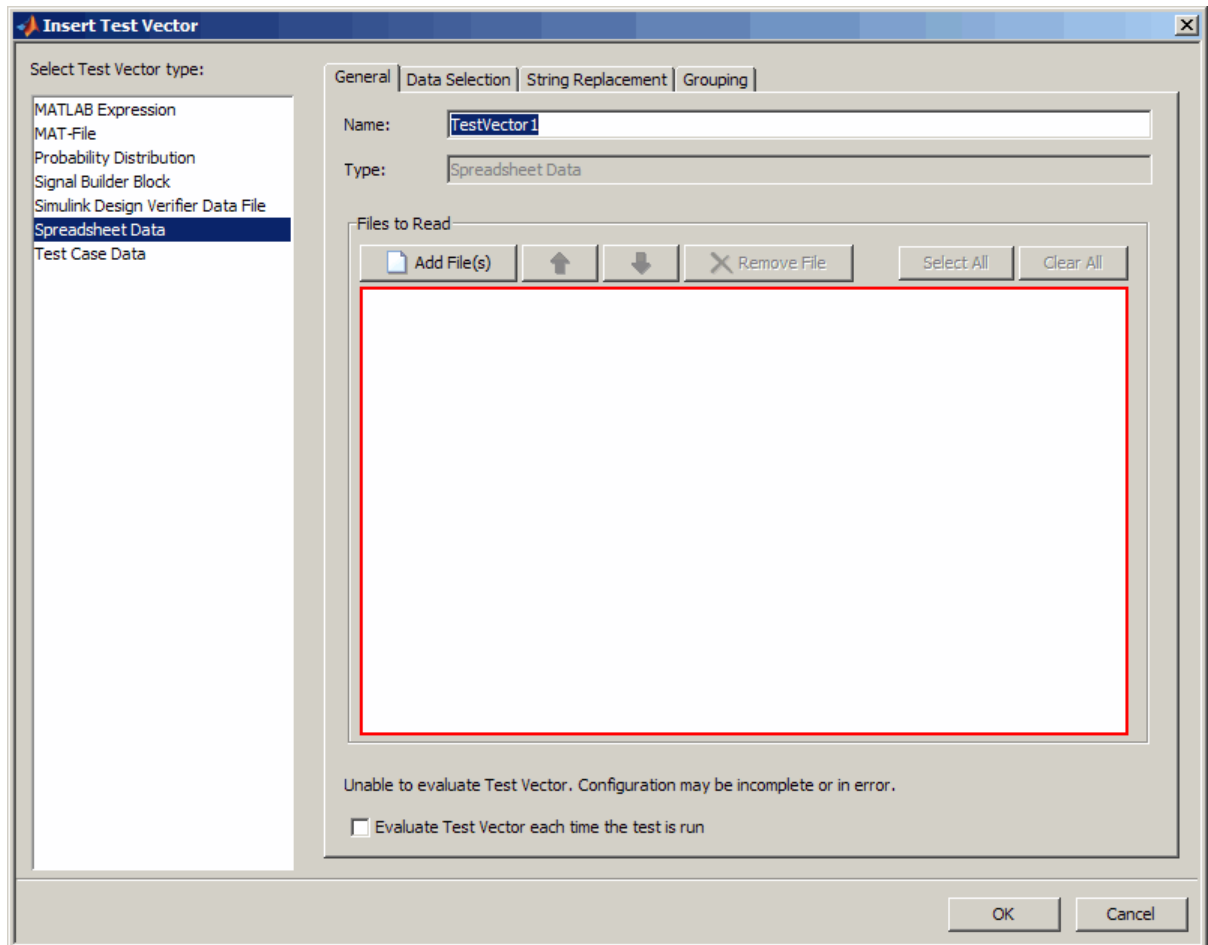 Insert Test Vector
Select Test Vector type:
MATLAB Expression
MAT-File
Probability Distribution
Signal Builder Block
Simulink Design Verifier Data File
Spreadsheet Data
Test Case Data
General Data Selection String Replacement Grouping
Name: TestVector1
Type: Spreadsheet Data
Files to Read
Add File(s) Remove File Select All Clear All
Unable to evaluate Test Vector. Configuration may be incomplete or in error.
Evaluate Test Vector each time the test is run
OK Cancel